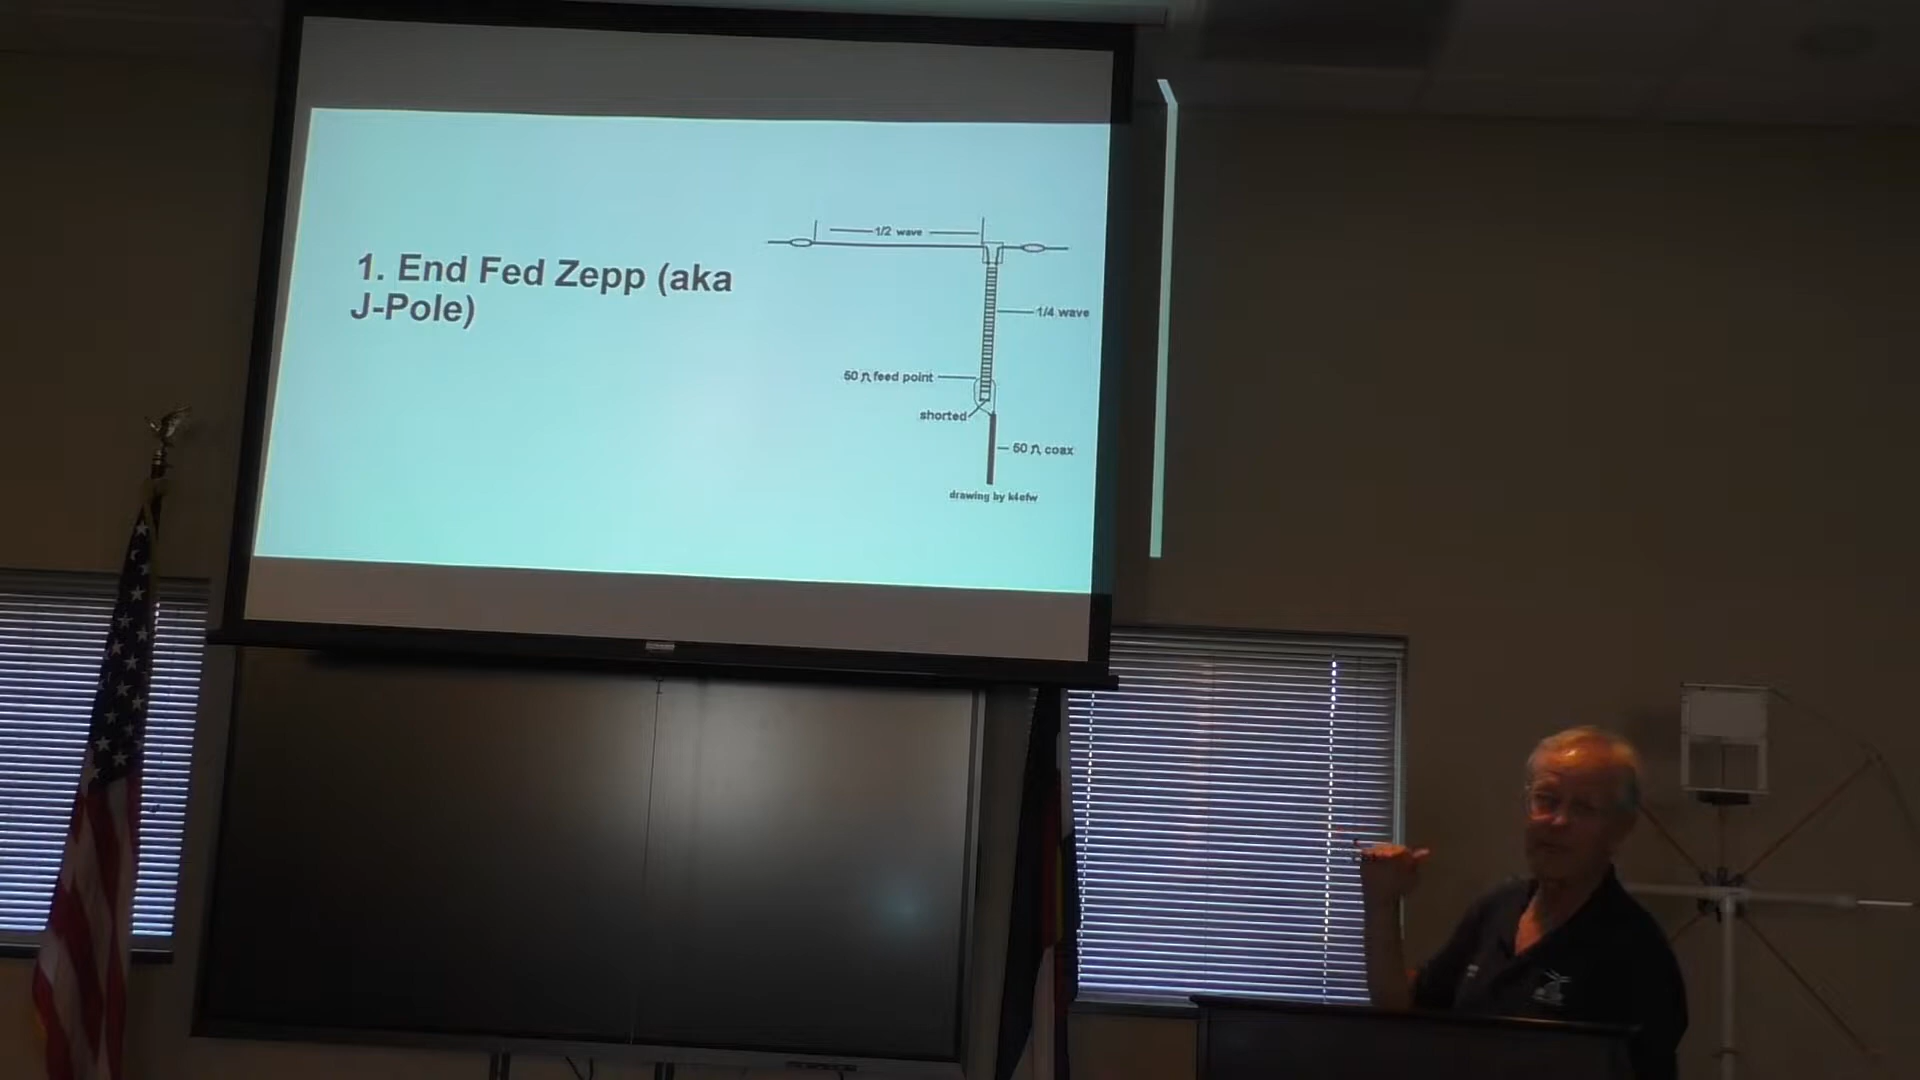 1. End Fed Zepp (aka
J-Pole)
1/2 wave
1/4 wave
50 Ω feed point
shorted
50 Ω coax
drawing by k4efw